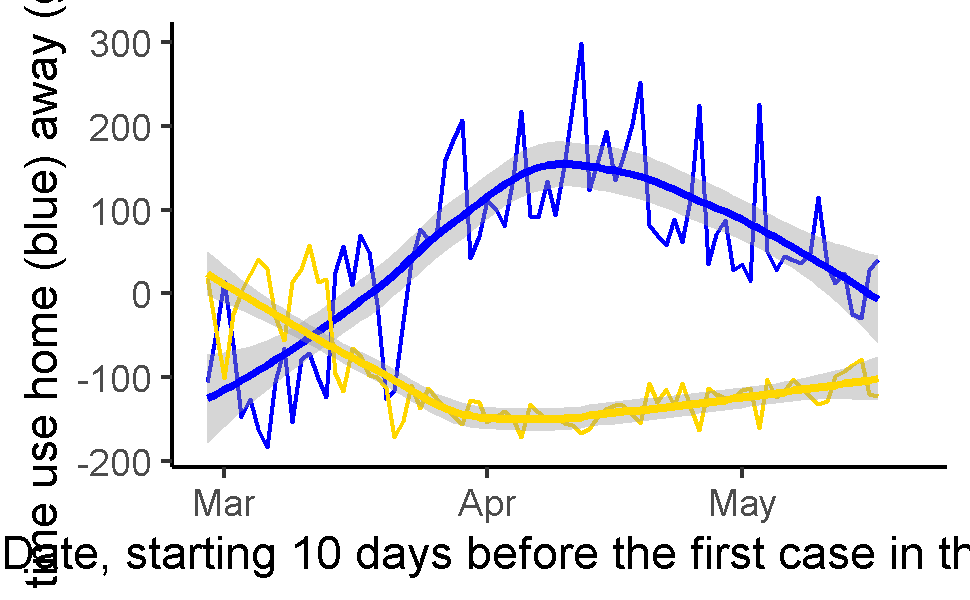 time use home (blue) away (
300
200
100
0
-100
-200
Mar Apr May
Date, starting 10 days before the first case in th